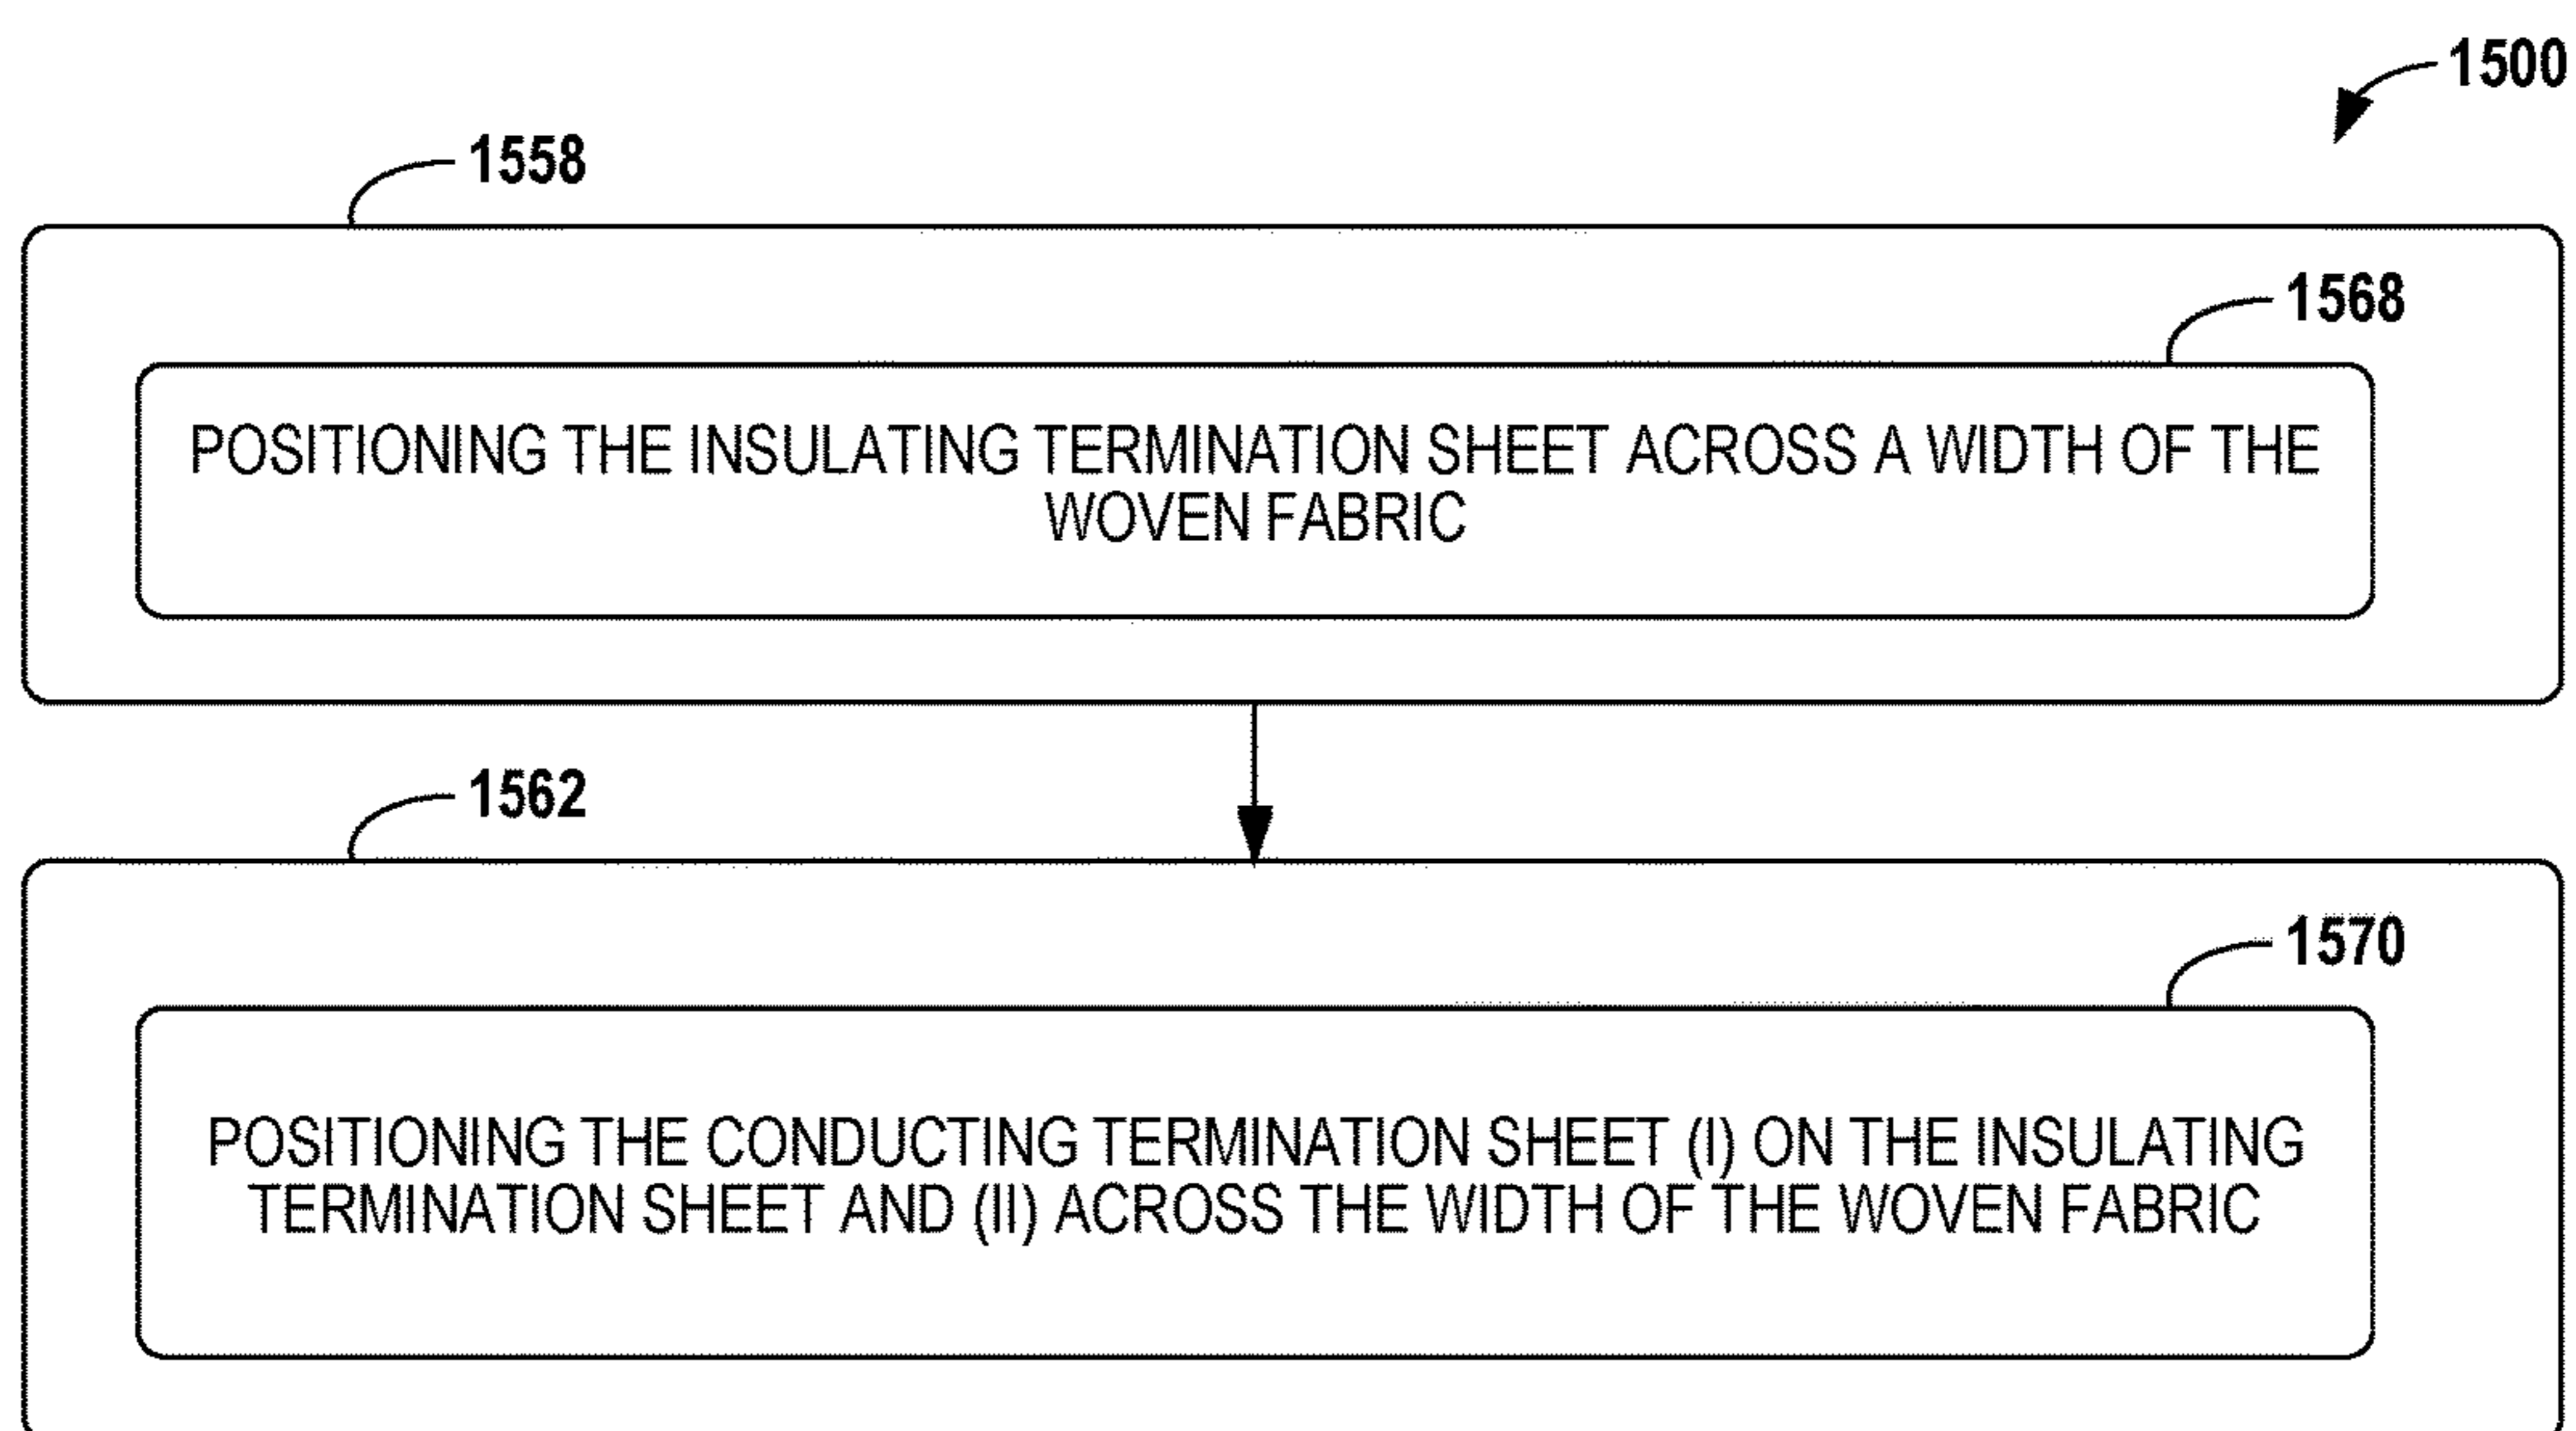 1500
1558
1568
POSITIONING THE INSULATING TERMINATION SHEET ACROSS A WIDTH OF THE
WOVEN FABRIC
1562
1570
POSITIONING THE CONDUCTING TERMINATION SHEET (I) ON THE INSULATING
TERMINATION SHEET AND (II) ACROSS THE WIDTH OF THE WOVEN FABRIC